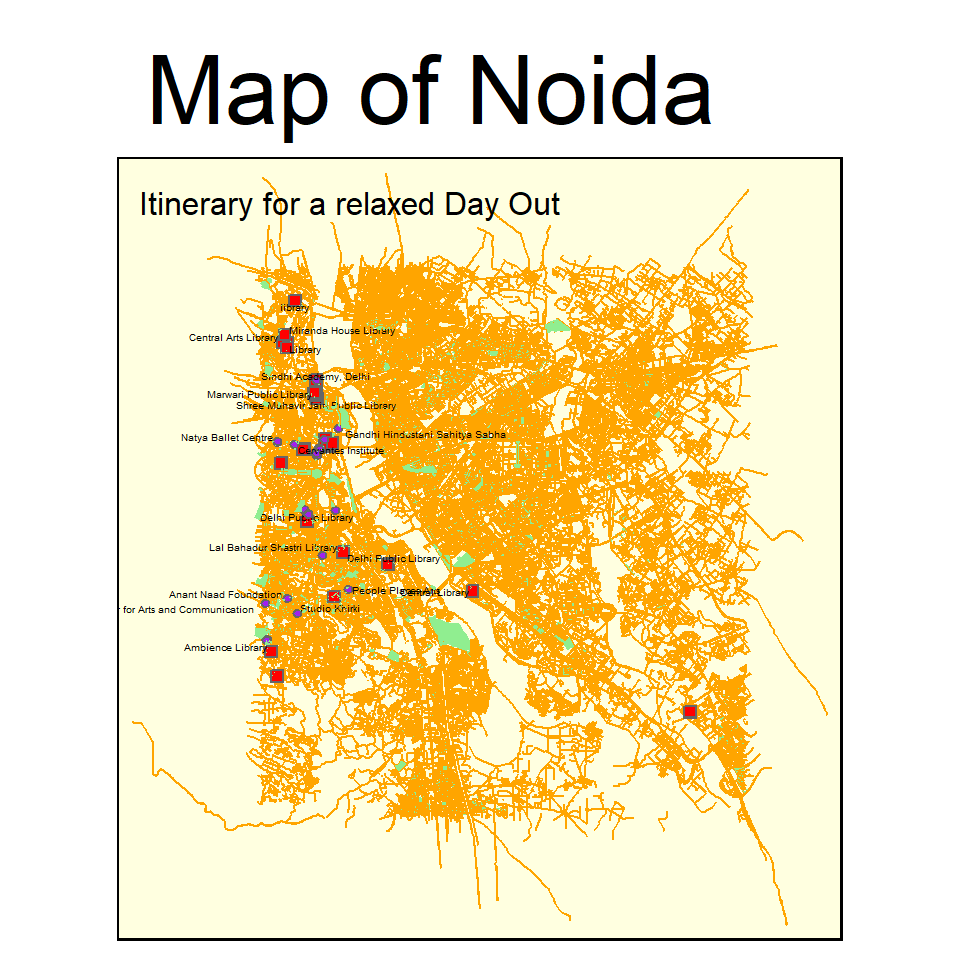 Map of Noida
Itinerary for a relaxed Day Out
library
Miranda House Library
Central Arts Library
Library
Sindhi Academy, Delhi
Marwari Public Library
Shree Muhavir Jain Public Library
Gandhi Hindustani Sahitya Sabha
Natya Ballet Centre
Cervantes Institute
Delhi Public Library
Lal Bahadur Shastri Library
Delhi Public Library
People Places
Central Library
Anant Naad Foundation
for Arts and Communication
Studio Khirki
Ambience Library